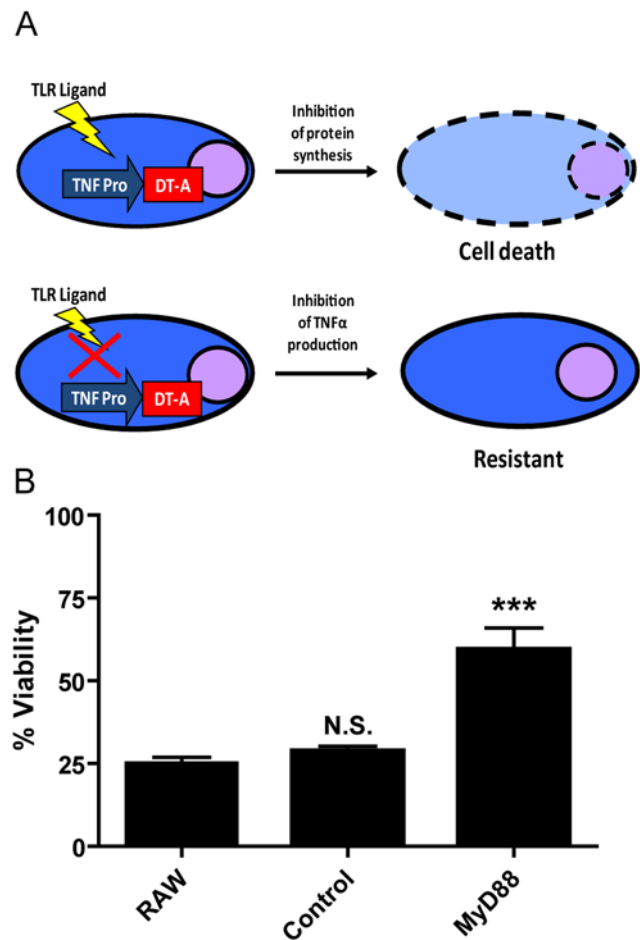 A
TLR Ligand
TNF Pro
DT-A
Inhibition
of protein
synthesis
Cell death
TLR Ligand
TNF Pro
DT-A
Inhibition
of TNFα
production
Resistant
B
% Viability
100
75
50
25
0
N.S.
***
RAW
Control
MyD88